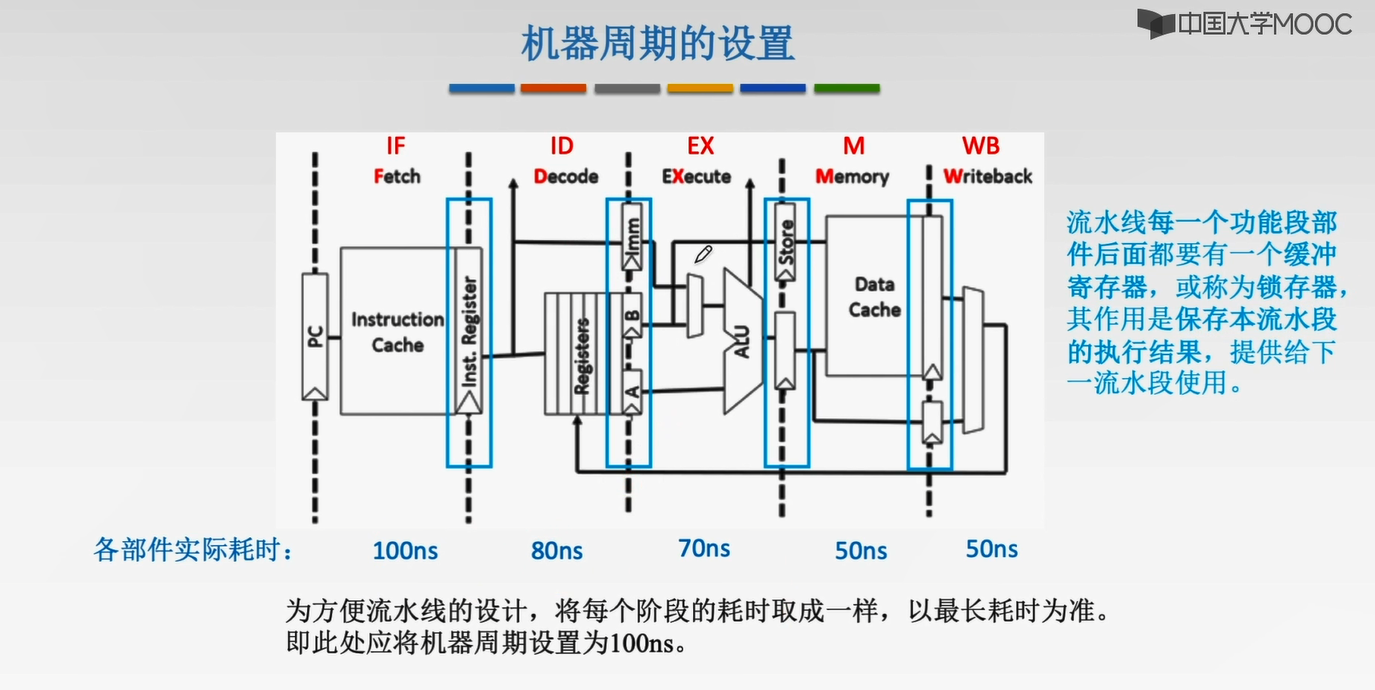 中国大学MOOC
机器周期的设置
IF ID EX M WB
Fetch Decode EXecute Memory Writeback
PC
Instruction
Cache
Inst. Register
Registers
Imm
B
A
ALU
Store
Data
Cache
流水线每一个功能段部
件后面都要有一个缓冲
寄存器，或称为锁存器，
其作用是保存本流水段
的执行结果，提供给下
一流水段使用。
各部件实际耗时： 100ns 80ns 70ns 50ns 50ns
为方便流水线的设计，将每个阶段的耗时取成一样，以最长耗时为准。
即此处应将机器周期设置为100ns。